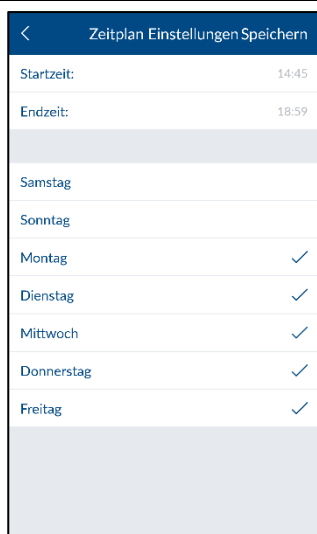 Zeitplan Einstellungen Speichern
Startzeit: 14:45
Endzeit: 18:59
Samstag
Sonntag
Montag
Dienstag
Mittwoch
Donnerstag
Freitag